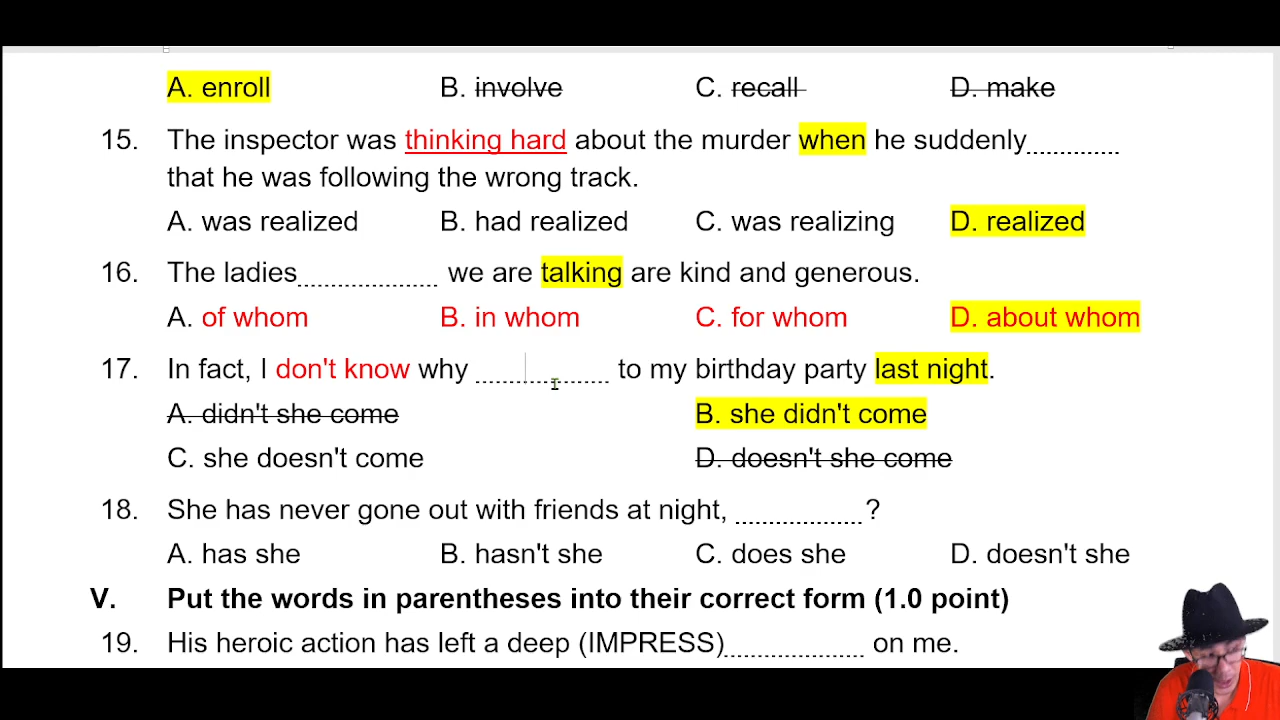 A. enroll B. involve C. recall D. make
15. The inspector was thinking hard about the murder when he suddenly............
that he was following the wrong track.
A. was realized B. had realized C. was realizing D. realized
16. The ladies.................. we are talking are kind and generous.
A. of whom B. in whom C. for whom D. about whom
17. In fact, I don't know why ................. to my birthday party last night.
A. didn't she come B. she didn't come
C. she doesn't come D. doesn't she come
18. She has never gone out with friends at night, ................?
A. has she B. hasn't she C. does she D. doesn't she
V. Put the words in parentheses into their correct form (1.0 point)
19. His heroic action has left a deep (IMPRESS).................. on me.